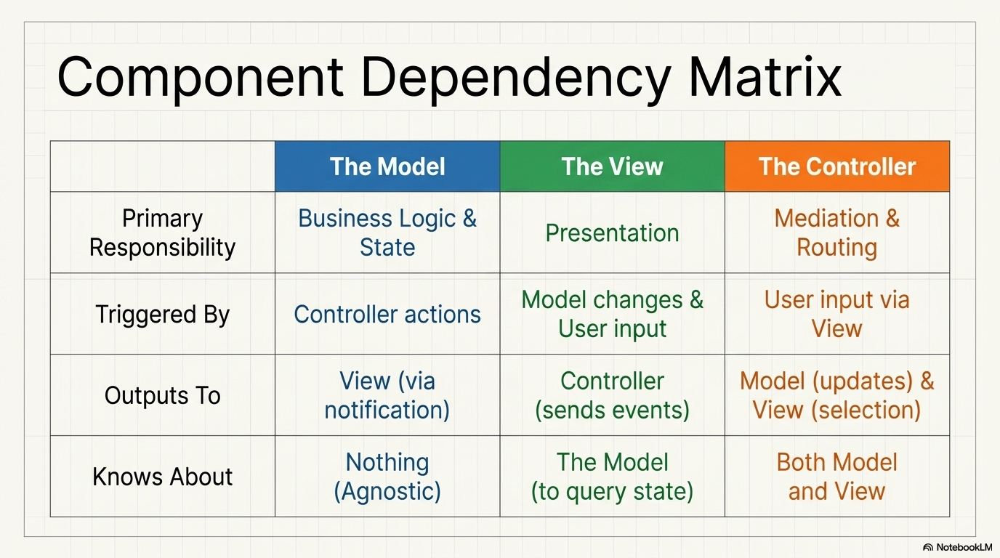 Component Dependency Matrix
The Model
The View
The Controller
Primary
Responsibility
Business Logic &
State
Presentation
Mediation &
Routing
Triggered By
Controller actions
Model changes &
User input
User input via
View
Outputs To
View (via
notification)
Controller
(sends events)
Model (updates) &
View (selection)
Knows About
Nothing
(Agnostic)
The Model
(to query state)
Both Model
and View
NotebookLM